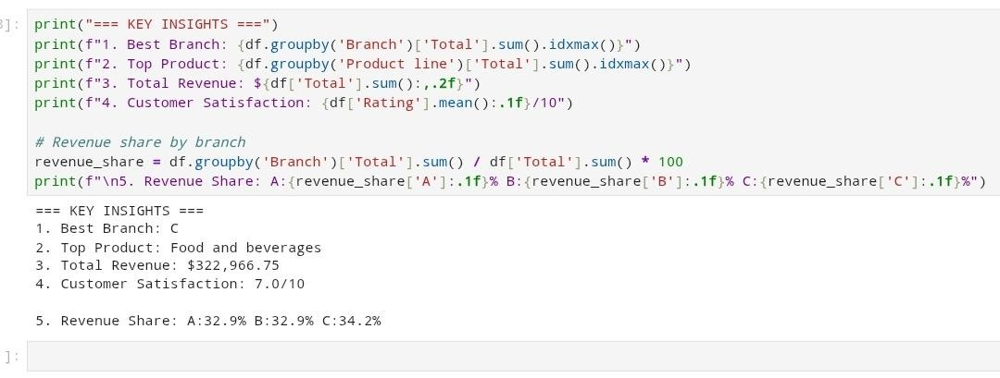 3]:
print("=== KEY INSIGHTS ===")
print(f"1. Best Branch: {df.groupby('Branch')['Total'].sum().idxmax()}")
print(f"2. Top Product: {df.groupby('Product line')['Total'].sum().idxmax()}")
print(f"3. Total Revenue: ${df['Total'].sum():,.2f}")
print(f"4. Customer Satisfaction: {df['Rating'].mean():.1f}/10")

# Revenue share by branch
revenue_share = df.groupby('Branch')['Total'].sum() / df['Total'].sum() * 100
print(f"\n5. Revenue Share: A:{revenue_share['A']:.1f}% B:{revenue_share['B']:.1f}% C:{revenue_share['C']:.1f}%")
=== KEY INSIGHTS ===
1. Best Branch: C
2. Top Product: Food and beverages
3. Total Revenue: $322,966.75
4. Customer Satisfaction: 7.0/10

5. Revenue Share: A:32.9% B:32.9% C:34.2%
]: